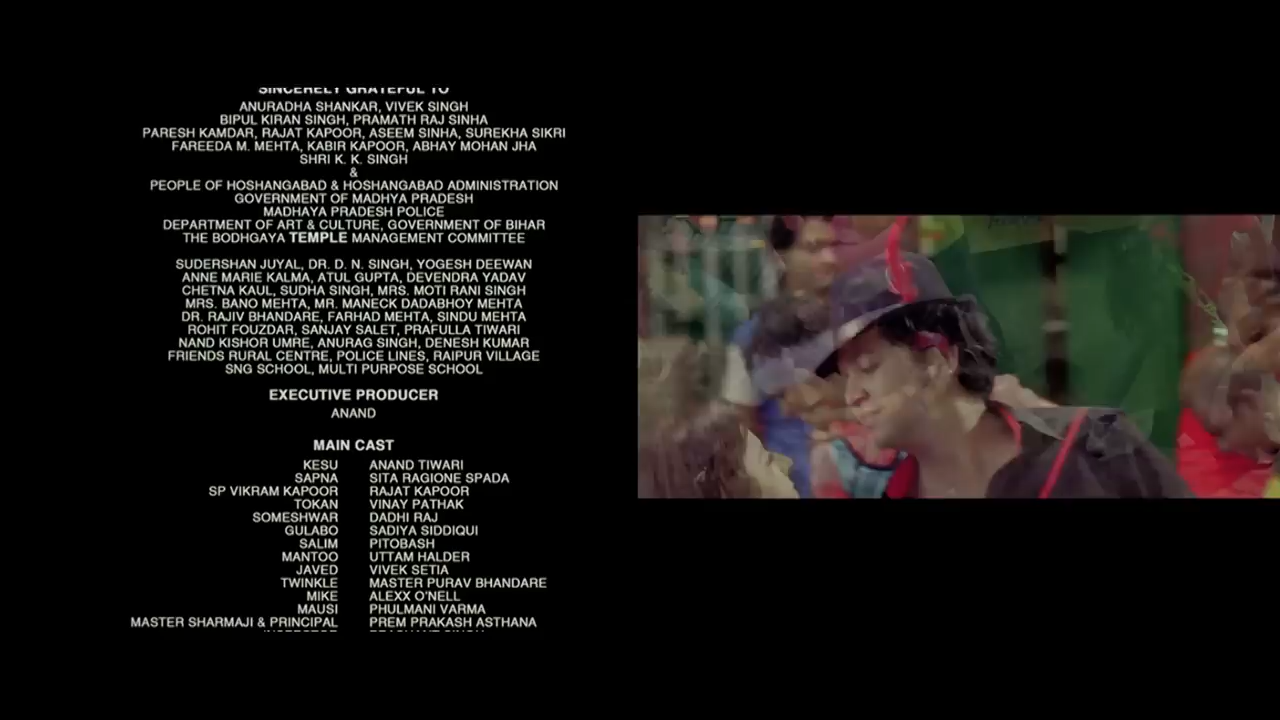 SINCERELY GRATEFUL TO
ANURADHA SHANKAR, VIVEK SINGH
BIPUL KIRAN SINGH, PRAMATH RAJ SINHA
PARESH KAMDAR, RAJAT KAPOOR, ASEEM SINHA, SUREKHA SIKRI
FAREEDA M. MEHTA, KABIR KAPOOR, ABHAY MOHAN JHA
SHRI K. K. SINGH
&
PEOPLE OF HOSHANGABAD & HOSHANGABAD ADMINISTRATION
GOVERNMENT OF MADHYA PRADESH
MADHAYA PRADESH POLICE
DEPARTMENT OF ART & CULTURE, GOVERNMENT OF BIHAR
THE BODHGAYA TEMPLE MANAGEMENT COMMITTEE
SUDERSHAN JUYAL, DR. D. N. SINGH, YOGESH DEEWAN
ANNE MARIE KALMA, ATUL GUPTA, DEVENDRA YADAV
CHETNA KAUL, SUDHA SINGH, MRS. MOTI RANI SINGH
MRS. BANO MEHTA, MR. MANECK DADABHOY MEHTA
DR. RAJIV BHANDARE, FARHAD MEHTA, SINDU MEHTA
ROHIT FOUZDAR, SANJAY SALET, PRAFULLA TIWARI
NAND KISHOR UMRE, ANURAG SINGH, DENESH KUMAR
FRIENDS RURAL CENTRE, POLICE LINES, RAIPUR VILLAGE
SNG SCHOOL, MULTI PURPOSE SCHOOL
EXECUTIVE PRODUCER
ANAND
MAIN CAST
KESU ANAND TIWARI
SAPNA SITA RAGIONE SPADA
SP VIKRAM KAPOOR RAJAT KAPOOR
TOKAN VINAY PATHAK
SOMESHWAR DADHI RAJ
GULABO SADIYA SIDDIQUI
SALIM PITOBASH
MANTOO UTTAM HALDER
JAVED VIVEK SETIA
TWINKLE MASTER PURAV BHANDARE
MIKE ALEXX O'NELL
MAUSI PHULMANI VARMA
MASTER SHARMAJI & PRINCIPAL PREM PRAKASH ASTHANA